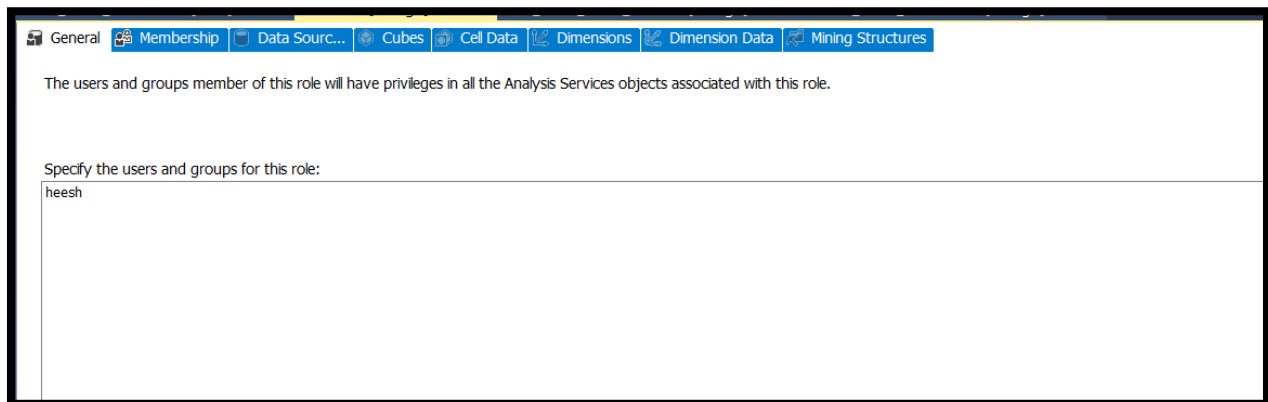 General Membership Data Sourc... Cubes Cell Data Dimensions Dimension Data Mining Structures
The users and groups member of this role will have privileges in all the Analysis Services objects associated with this role.
Specify the users and groups for this role:
heesh